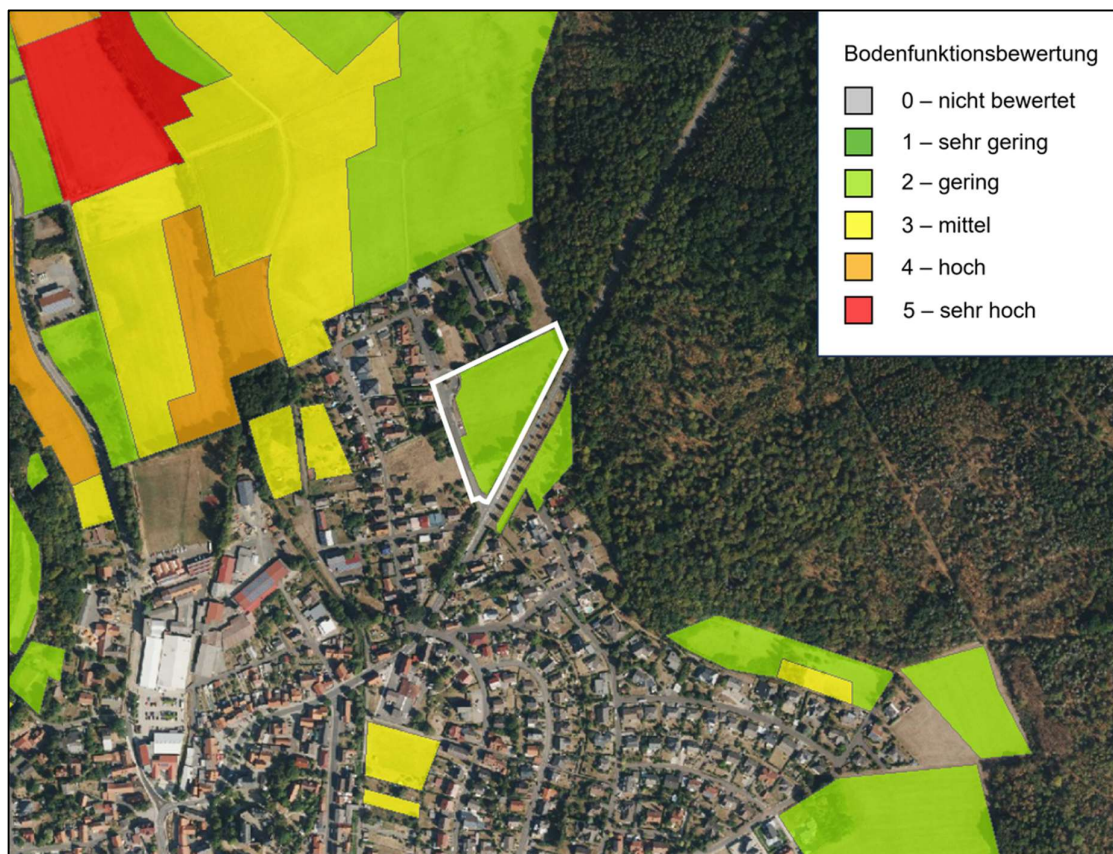 Bodenfunktionsbewertung
0 – nicht bewertet
1 – sehr gering
2 – gering
3 – mittel
4 – hoch
5 – sehr hoch